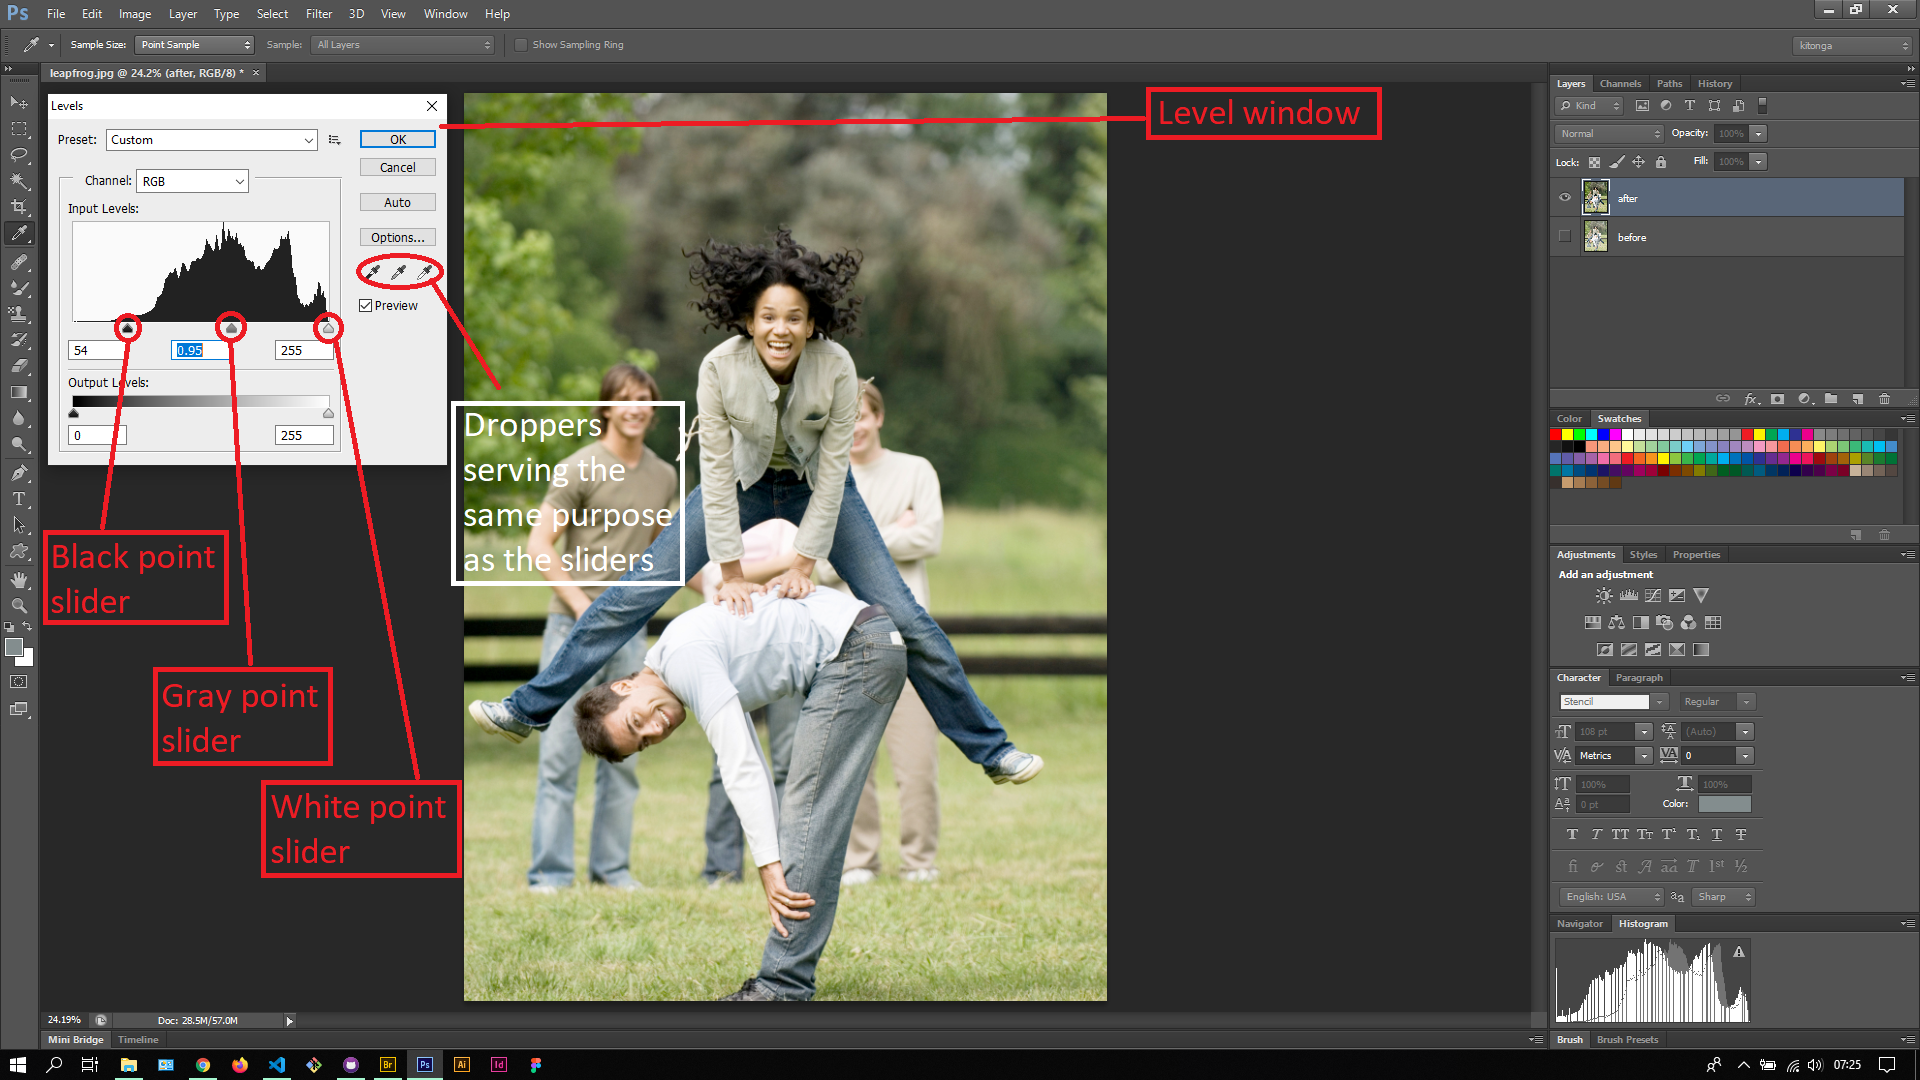 Ps File Edit Image Layer Type Select Filter 3D View Window Help
Sample Size: Point Sample Sample: All Layers Show Sampling Ring kitonga
leapfrog.jpg @ 24.2% (after, RGB/8) * ×
Levels
Preset: Custom
OK
Cancel
Channel: RGB
Auto
Input Levels:
Options...
Preview
54 0.95 255
Output Levels:
0 255
Level window
Droppers
serving the
same purpose
as the sliders
Black point
slider
Gray point
slider
White point
slider
Layers Channels Paths History
Kind
Normal Opacity: 100%
Lock: Fill: 100%
after
before
Color Swatches
Adjustments Styles Properties
Add an adjustment
Character Paragraph
Stencil Regular
108 pt (Auto)
Metrics 0
100% 100%
0 pt Color:
English: USA aa Sharp
Navigator Histogram
24.19% Doc: 28.5M/57.0M
Mini Bridge Timeline
Brush Brush Presets
Br Ps Ai Id
07:25